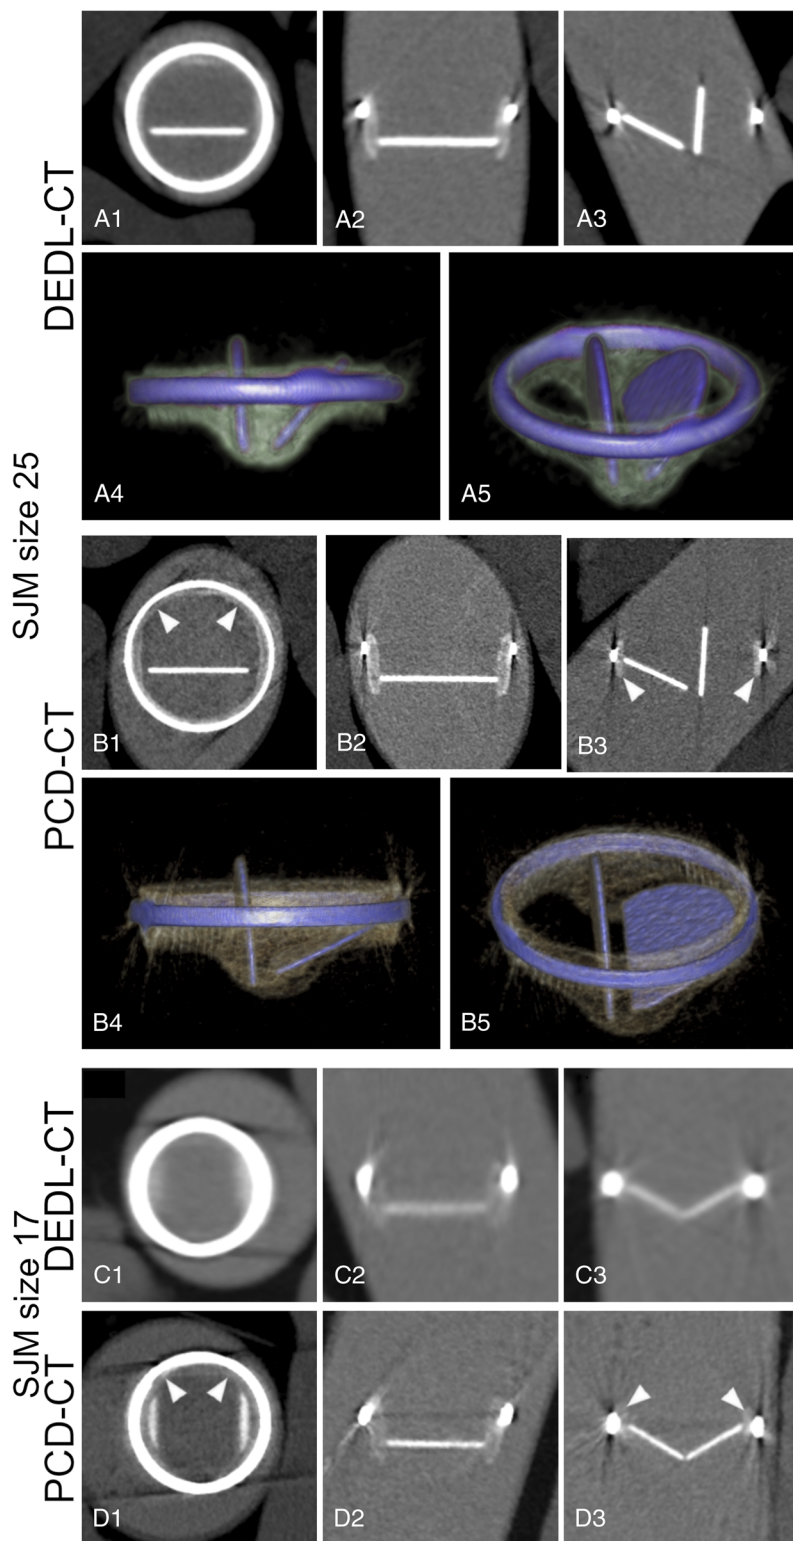 SJM size 25
DEDL-CT
A1
A2
A3
A4
A5
PCD-CT
B1
B2
B3
B4
B5
SJM size 17
DEDL-CT
C1
C2
C3
PCD-CT
D1
D2
D3